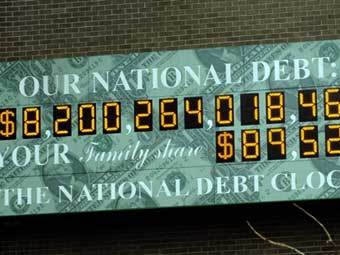 OUR NATIONAL DEBT:
$8,200,264,018,46
YOUR Family share $89,52
THE NATIONAL DEBT CLOC